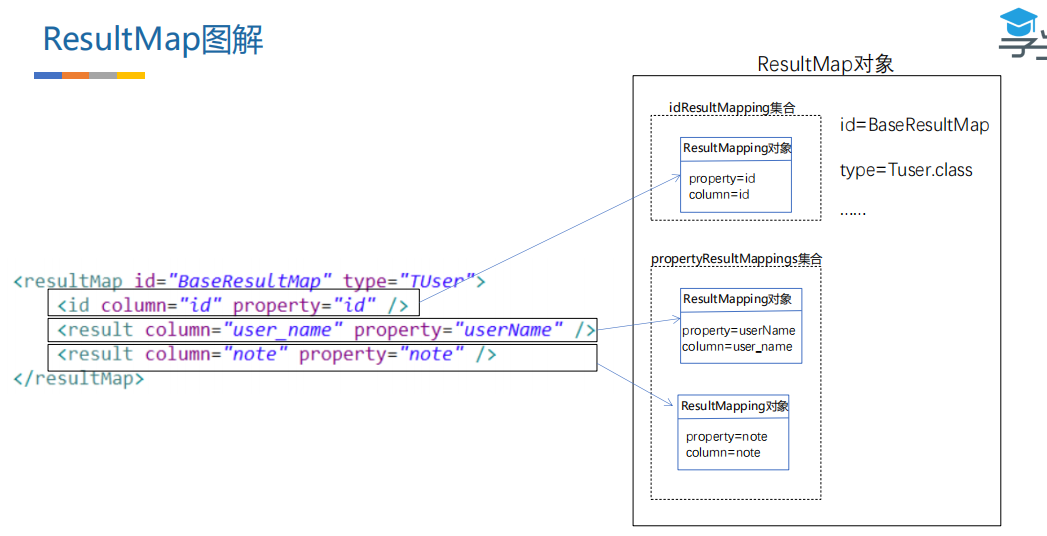 ResultMap图解
ResultMap对象
idResultMapping集合
ResultMapping对象
property=id
column=id
id=BaseResultMap
type=Tuser.class
......
<resultMap id="BaseResultMap" type="TUser">
<id column="id" property="id" />
<result column="user_name" property="userName" />
<result column="note" property="note" />
</resultMap>
propertyResultMappings集合
ResultMapping对象
property=userName
column=user_name
ResultMapping对象
property=note
column=note